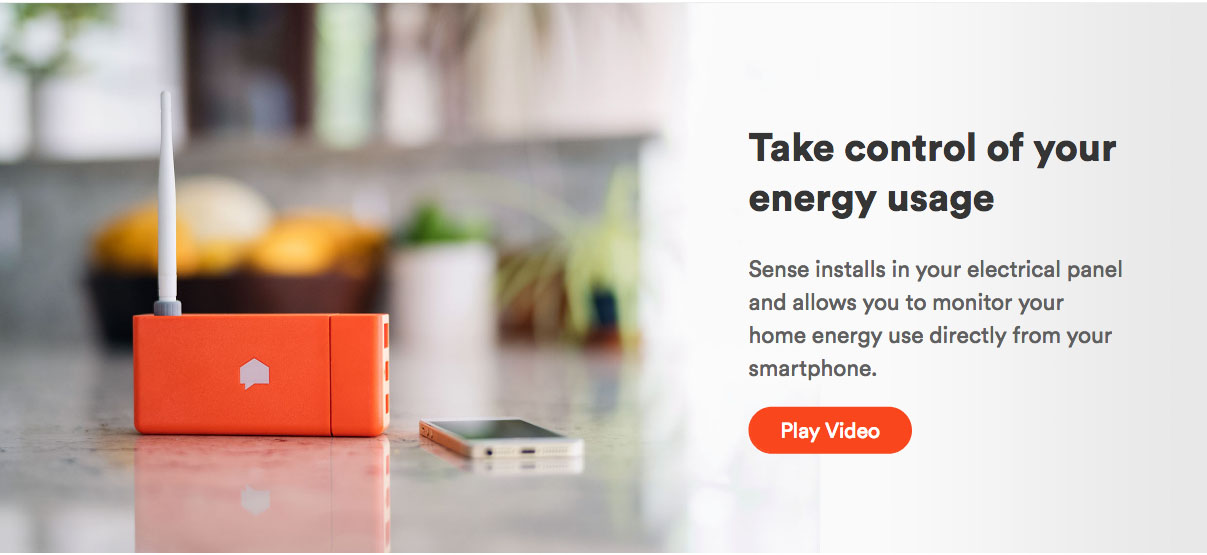 Take control of your
energy usage
Sense installs in your electrical panel
and allows you to monitor your
home energy use directly from your
smartphone.
Play Video